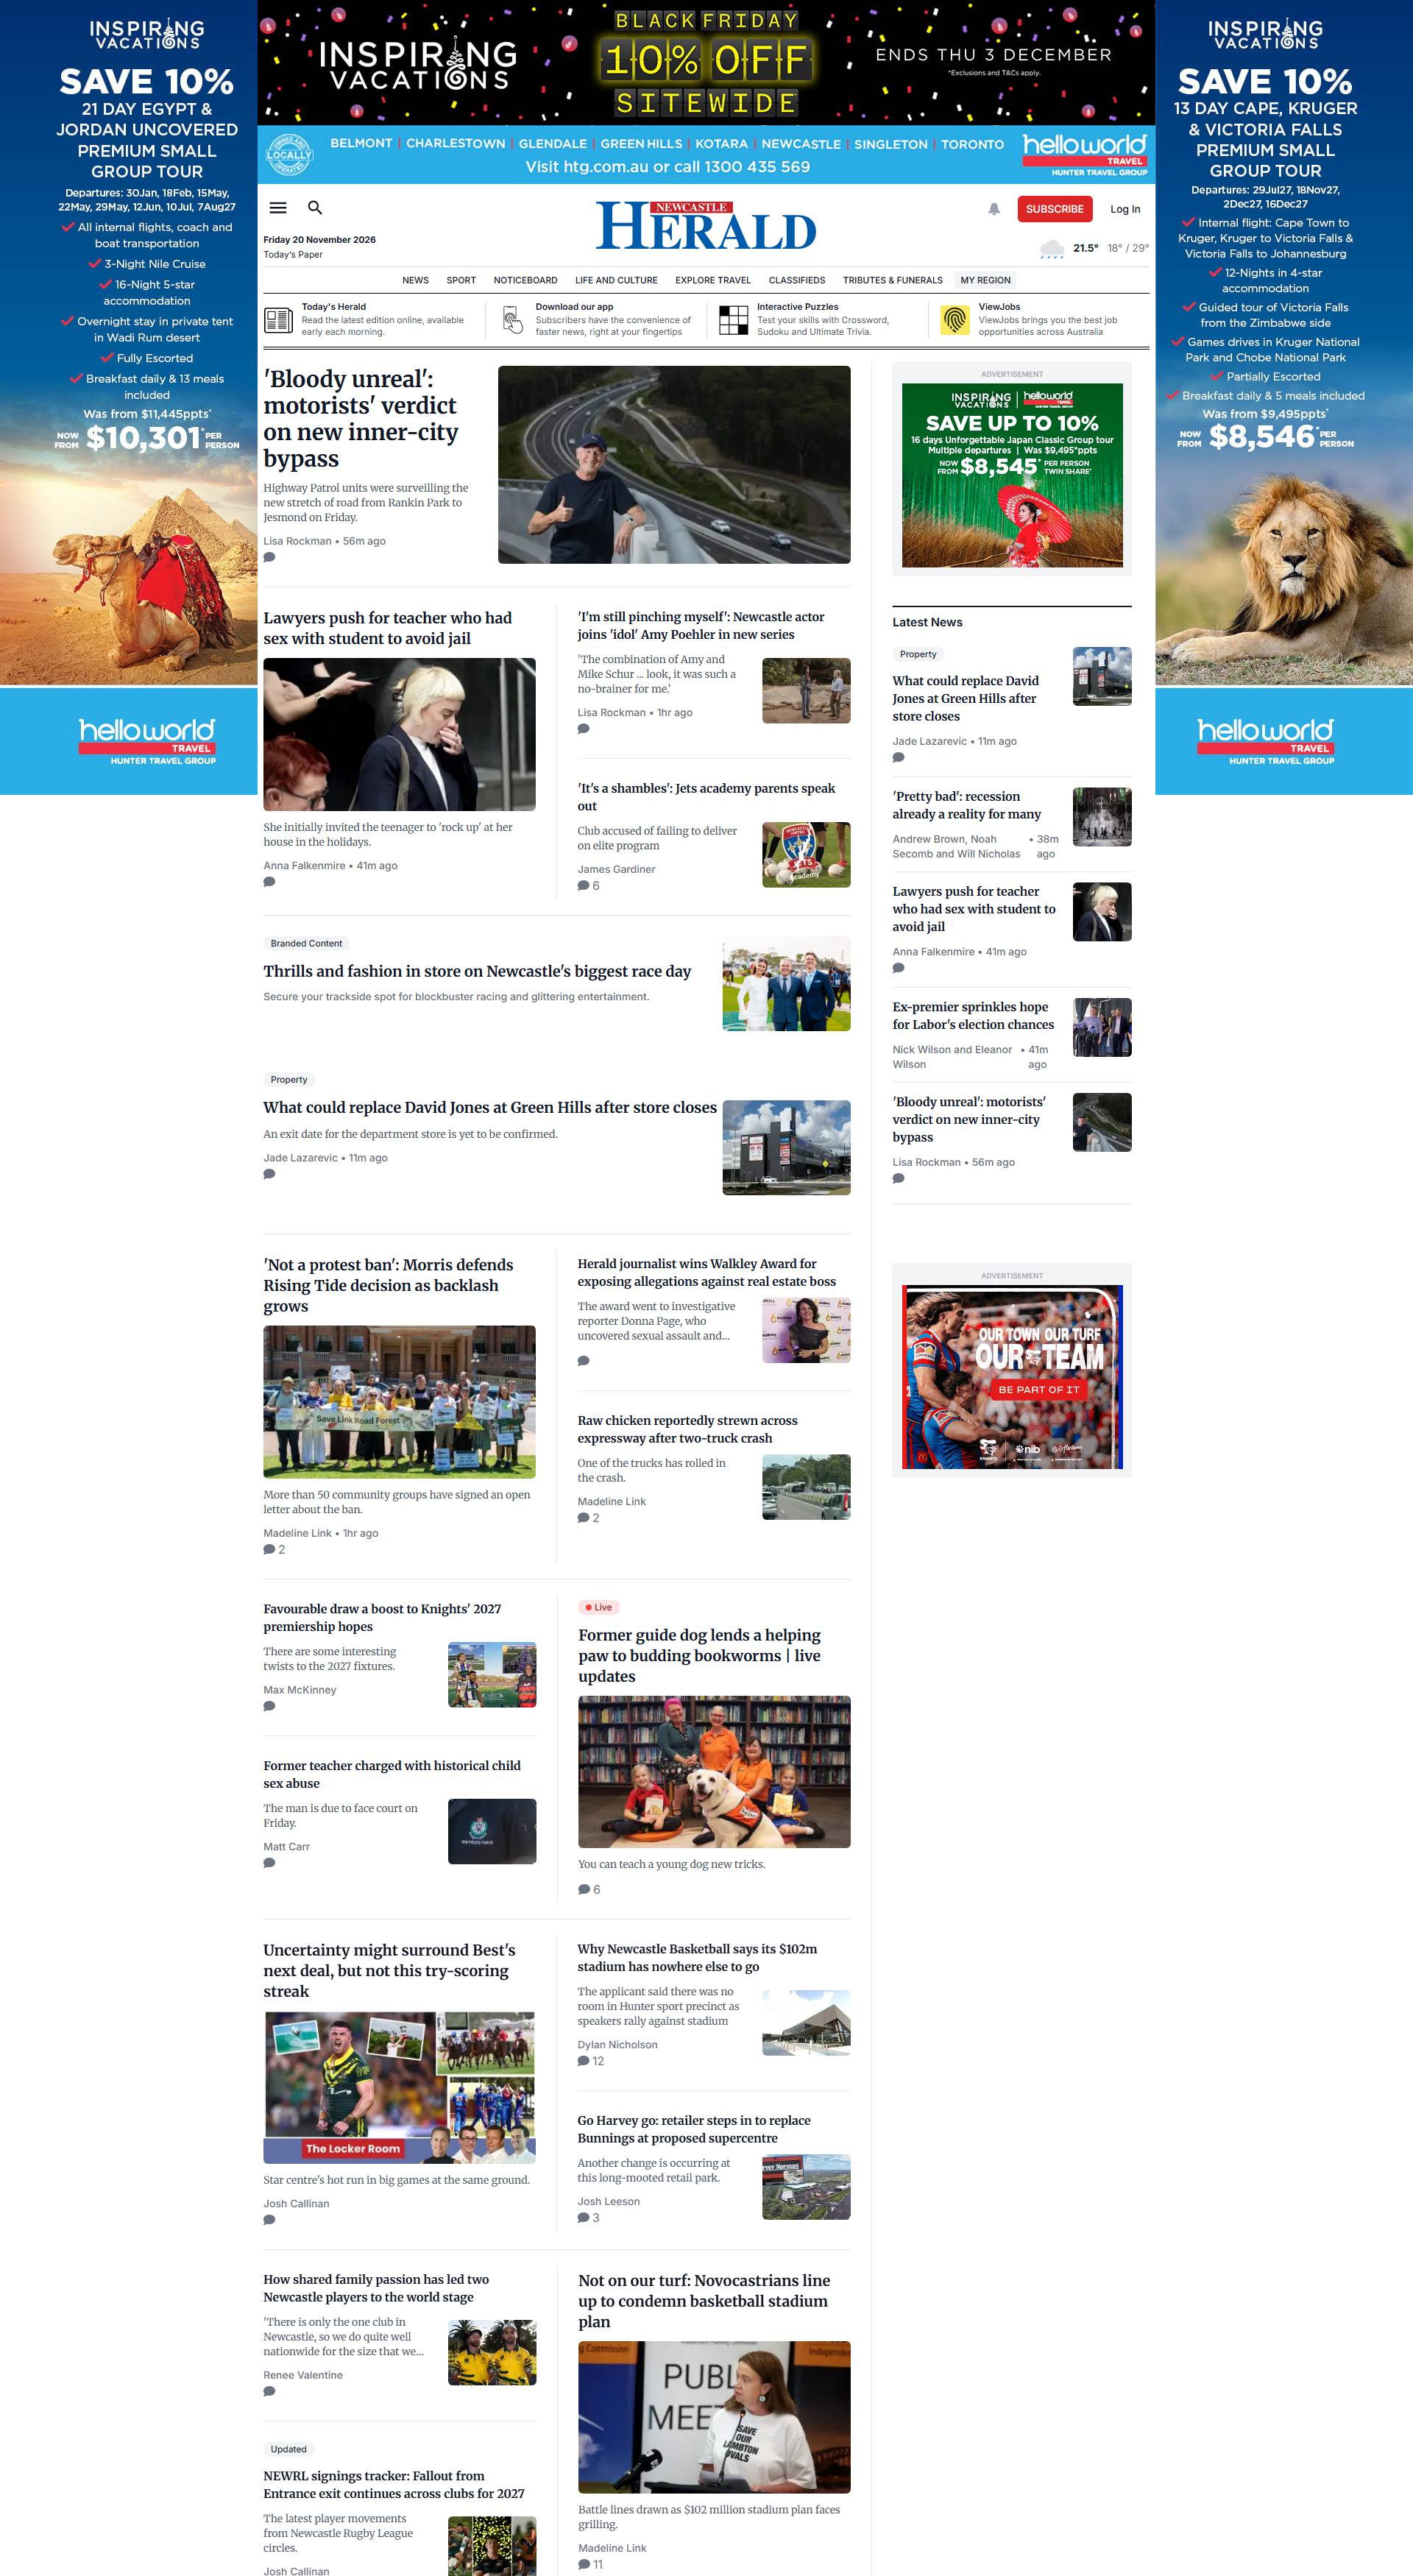 INSPIRING
VACATIONS
SAVE 10%
21 DAY EGYPT &
JORDAN UNCOVERED
PREMIUM SMALL
GROUP TOUR
Departures: 30Jan, 18Feb, 15May,
22May, 29May, 12Jun, 10Jul, 7Aug27
All internal flights, coach and
boat transportation
3-Night Nile Cruise
16-Night 5-star
accommodation
Overnight stay in private tent
in Wadi Rum desert
Fully Escorted
Breakfast daily & 13 meals
included
Was from $11,445ppts*
NOW FROM $10,301* PER PERSON
helloworld
TRAVEL
HUNTER TRAVEL GROUP
INSPIRING
VACATIONS
BLACK FRIDAY
10% OFF
SITEWIDE
ENDS THU 3 DECEMBER
*Exclusions and T&Cs apply.
LOCALLY
BELMONT | CHARLESTOWN | GLENDALE | GREEN HILLS | KOTARA | NEWCASTLE | SINGLETON | TORONTO
Visit htg.com.au or call 1300 435 569
helloworld
TRAVEL
HUNTER TRAVEL GROUP
INSPIRING
VACATIONS
SAVE 10%
13 DAY CAPE, KRUGER
& VICTORIA FALLS
PREMIUM SMALL
GROUP TOUR
Departures: 29Jul27, 18Nov27,
2Dec27, 16Dec27
Internal flight: Cape Town to
Kruger, Kruger to Victoria Falls &
Victoria Falls to Johannesburg
12-Nights in 4-star
accommodation
Guided tour of Victoria Falls
from the Zimbabwe side
Games drives in Kruger National
Park and Chobe National Park
Partially Escorted
Breakfast daily & 5 meals included
Was from $9,495ppts*
NOW FROM $8,546* PER PERSON
helloworld
TRAVEL
HUNTER TRAVEL GROUP
NEWCASTLE
HERALD
SUBSCRIBE
Log In
Friday 20 November 2026
Today's Paper
21.5° 18° / 29°
NEWS SPORT NOTICEBOARD LIFE AND CULTURE EXPLORE TRAVEL CLASSIFIEDS TRIBUTES & FUNERALS MY REGION
Today's Herald
Read the latest edition online, available
early each morning.
Download our app
Subscribers have the convenience of
faster news, right at your fingertips
Interactive Puzzles
Test your skills with Crossword,
Sudoku and Ultimate Trivia.
ViewJobs
ViewJobs brings you the best job
opportunities across Australia
'Bloody unreal':
motorists' verdict
on new inner-city
bypass
Highway Patrol units were surveilling the
new stretch of road from Rankin Park to
Jesmond on Friday.
Lisa Rockman • 56m ago
Lawyers push for teacher who had
sex with student to avoid jail
She initially invited the teenager to 'rock up' at her
house in the holidays.
Anna Falkenmire • 41m ago
'I'm still pinching myself': Newcastle actor
joins 'idol' Amy Poehler in new series
'The combination of Amy and
Mike Schur ... look, it was such a
no-brainer for me.'
Lisa Rockman • 1hr ago
'It's a shambles': Jets academy parents speak
out
Club accused of failing to deliver
on elite program
James Gardiner
6
JETS
academy
Branded Content
Thrills and fashion in store on Newcastle's biggest race day
Secure your trackside spot for blockbuster racing and glittering entertainment.
Property
What could replace David Jones at Green Hills after store closes
An exit date for the department store is yet to be confirmed.
Jade Lazarevic • 11m ago
'Not a protest ban': Morris defends
Rising Tide decision as backlash
grows
Save Link Road Forest
More than 50 community groups have signed an open
letter about the ban.
Madeline Link • 1hr ago
2
Herald journalist wins Walkley Award for
exposing allegations against real estate boss
The award went to investigative
reporter Donna Page, who
uncovered sexual assault and...
Raw chicken reportedly strewn across
expressway after two-truck crash
One of the trucks has rolled in
the crash.
Madeline Link
2
Favourable draw a boost to Knights' 2027
premiership hopes
There are some interesting
twists to the 2027 fixtures.
Max McKinney
Former teacher charged with historical child
sex abuse
The man is due to face court on
Friday.
Matt Carr
Live
Former guide dog lends a helping
paw to budding bookworms | live
updates
You can teach a young dog new tricks.
6
Uncertainty might surround Best's
next deal, but not this try-scoring
streak
The Locker Room
Star centre's hot run in big games at the same ground.
Josh Callinan
Why Newcastle Basketball says its $102m
stadium has nowhere else to go
The applicant said there was no
room in Hunter sport precinct as
speakers rally against stadium
Dylan Nicholson
12
Go Harvey go: retailer steps in to replace
Bunnings at proposed supercentre
Another change is occurring at
this long-mooted retail park.
Josh Leeson
3
How shared family passion has led two
Newcastle players to the world stage
'There is only the one club in
Newcastle, so we do quite well
nationwide for the size that we...
Renee Valentine
Updated
NEWRL signings tracker: Fallout from
Entrance exit continues across clubs for 2027
The latest player movements
from Newcastle Rugby League
circles.
Josh Callinan
Not on our turf: Novocastrians line
up to condemn basketball stadium
plan
g Commission
Independen
PUBL
MEE
SAVE
OUR
LAMBTON
OVALS
Battle lines drawn as $102 million stadium plan faces
grilling.
Madeline Link
11
ADVERTISEMENT
INSPIRING VACATIONS | helloworld TRAVEL
SAVE UP TO 10%
16 days Unforgettable Japan Classic Group tour
Multiple departures | Was $9,495*ppts
NOW FROM $8,545* PER PERSON TWIN SHARE*
Latest News
Property
What could replace David
Jones at Green Hills after
store closes
Jade Lazarevic • 11m ago
'Pretty bad': recession
already a reality for many
Andrew Brown, Noah
Secomb and Will Nicholas • 38m ago
Lawyers push for teacher
who had sex with student to
avoid jail
Anna Falkenmire • 41m ago
Ex-premier sprinkles hope
for Labor's election chances
Nick Wilson and Eleanor
Wilson • 41m ago
'Bloody unreal': motorists'
verdict on new inner-city
bypass
Lisa Rockman • 56m ago
ADVERTISEMENT
OUR TOWN OUR TURF
OUR TEAM
BE PART OF IT
KNIGHTS
nib